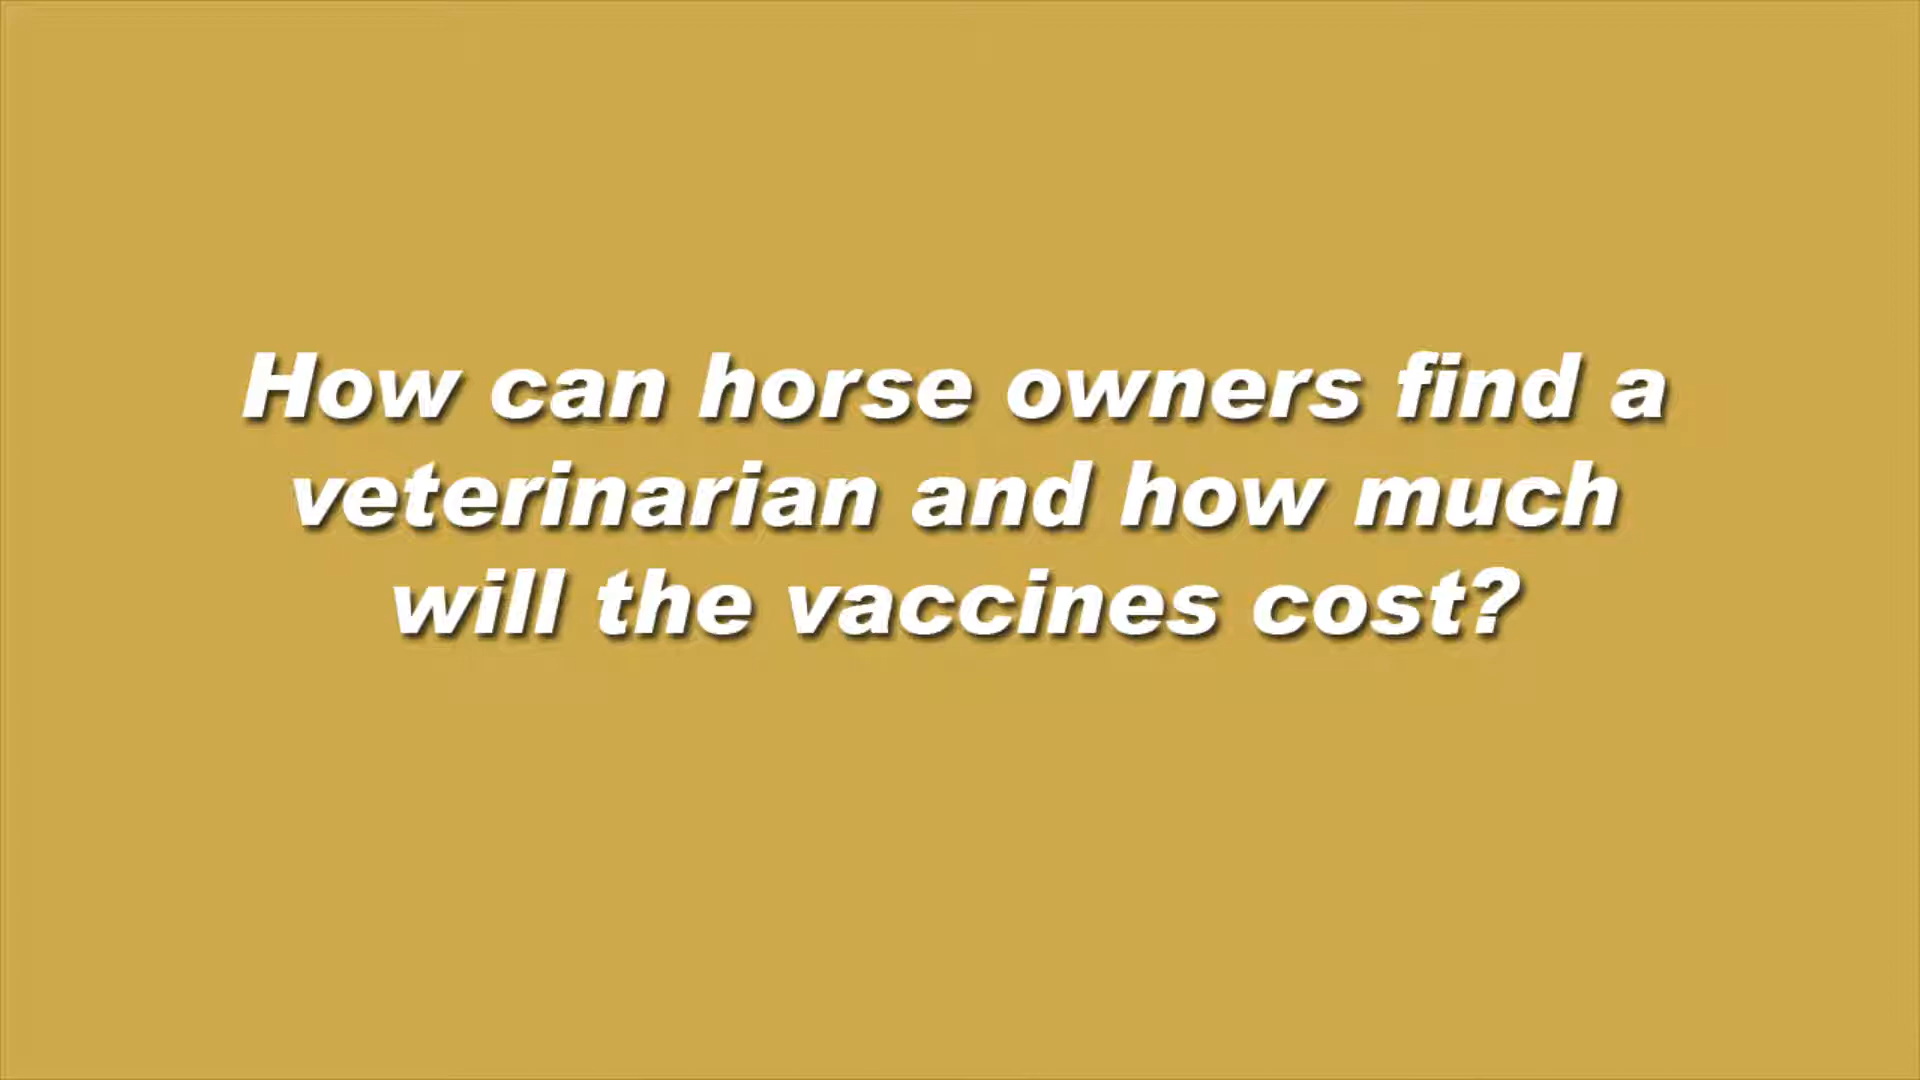 How can horse owners find a
veterinarian and how much
will the vaccines cost?